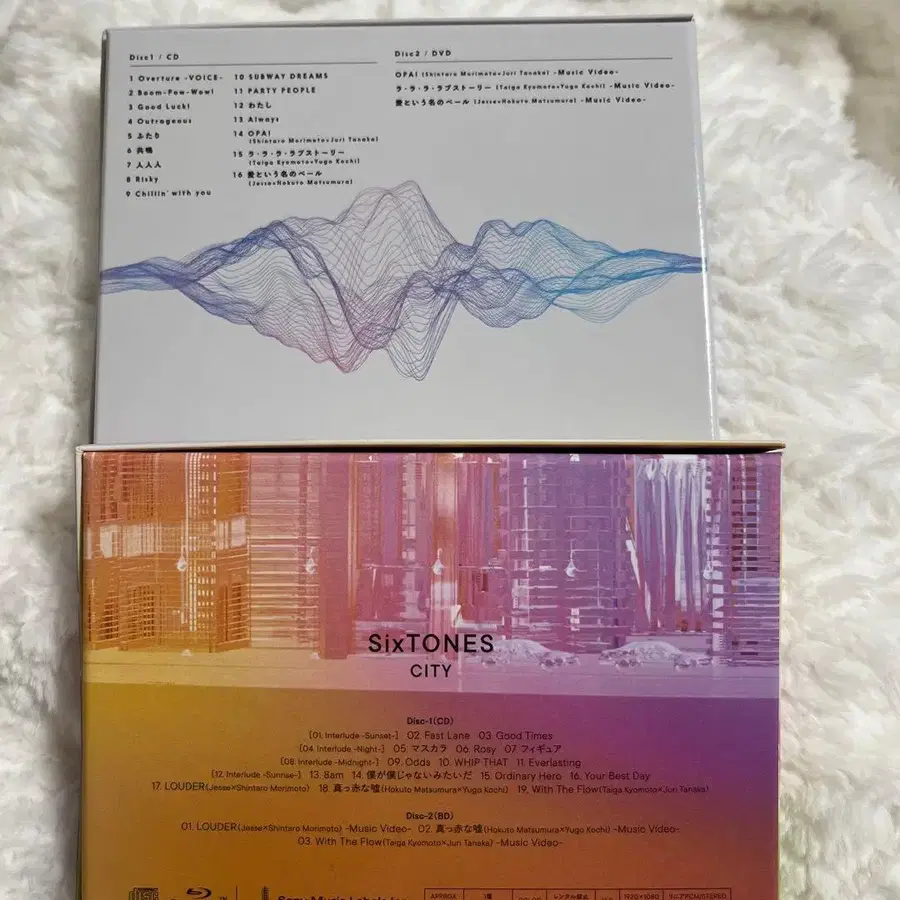 Disc1 / CD
1 Overture -VOICE-
2 Boom-Pow-Wow!
3 Good Luck!
4 Outrageous
5 ふたり
6 共鳴
7 人人人
8 Risky
9 Chillin' with you
10 SUBWAY DREAMS
11 PARTY PEOPLE
12 わたし
13 Always
14 OPA!
(Shintaro Morimoto×Juri Tanaka)
15 ラ・ラ・ラ・ラブストーリー
(Taiga Kyomoto×Yugo Kochi)
16 愛という名のベール
(Jesse×Hokuto Matsumura)
Disc2 / DVD
OPA! (Shintaro Morimoto×Juri Tanaka) -Music Video-
ラ・ラ・ラ・ラブストーリー (Taiga Kyomoto×Yugo Kochi) -Music Video-
愛という名のベール (Jesse×Hokuto Matsumura) -Music Video-
SixTONES
CITY
Disc-1(CD)
[01. Interlude -Sunset-] 02. Fast Lane 03. Good Times
[04. Interlude -Night-] 05. マスカラ 06. Rosy 07. フィギュア
[08. Interlude -Midnight-] 09. Odds 10. WHIP THAT 11. Everlasting
[12. Interlude -Sunrise-] 13. 8am 14. 僕が僕じゃないみたいだ 15. Ordinary Hero 16. Your Best Day
17. LOUDER(Jesse×Shintaro Morimoto) 18. 真っ赤な嘘(Hokuto Matsumura×Yugo Kochi) 19. With The Flow(Taiga Kyomoto×Juri Tanaka)
Disc-2(BD)
01. LOUDER(Jesse×Shintaro Morimoto) -Music Video- 02. 真っ赤な嘘(Hokuto Matsumura×Yugo Kochi) -Music Video-
03. With The Flow(Taiga Kyomoto×Juri Tanaka) -Music Video-
Sony Music Labels Inc.